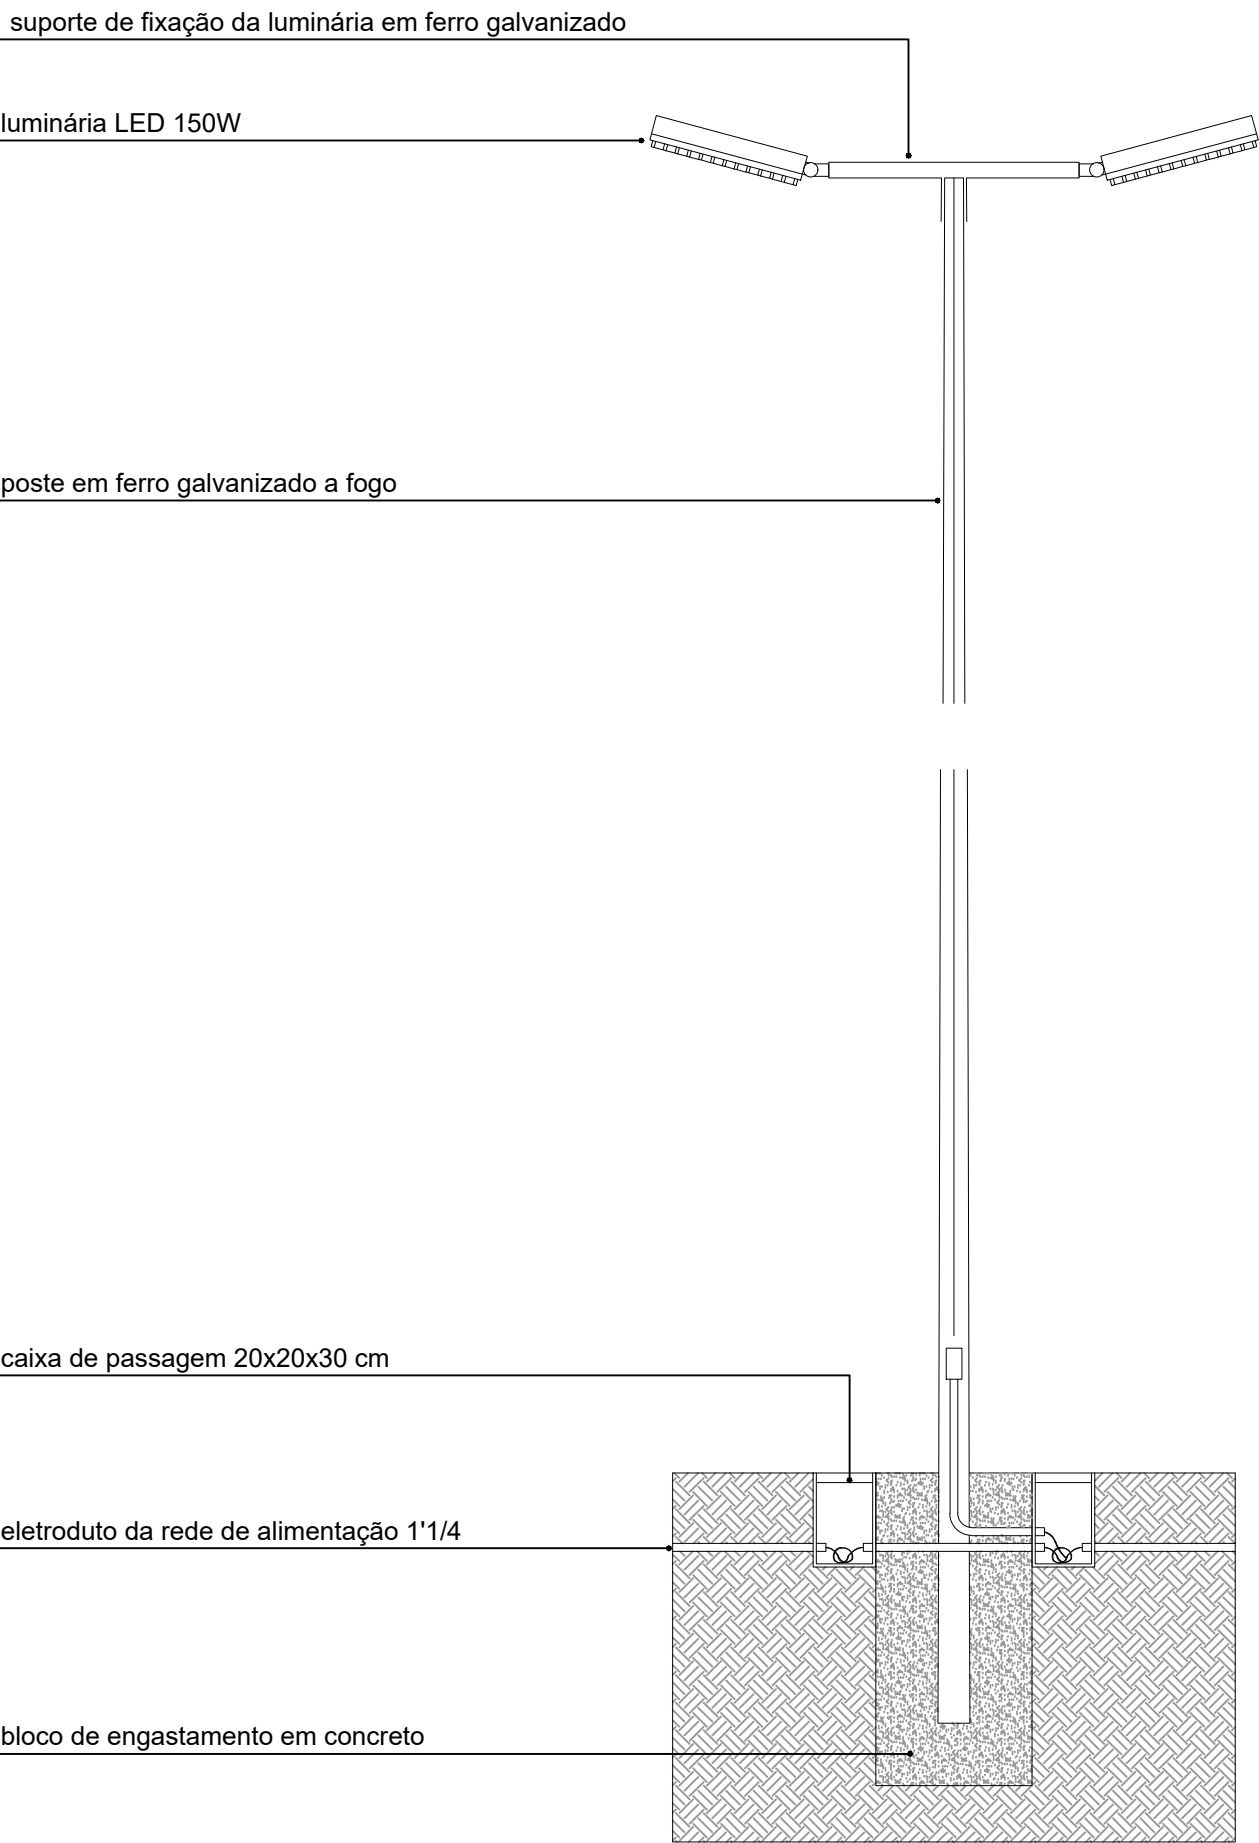 suporte de fixação da luminária em ferro galvanizado
luminária LED 150W
poste em ferro galvanizado a fogo
caixa de passagem 20x20x30 cm
eletroduto da rede de alimentação 1'1/4
bloco de engastamento em concreto